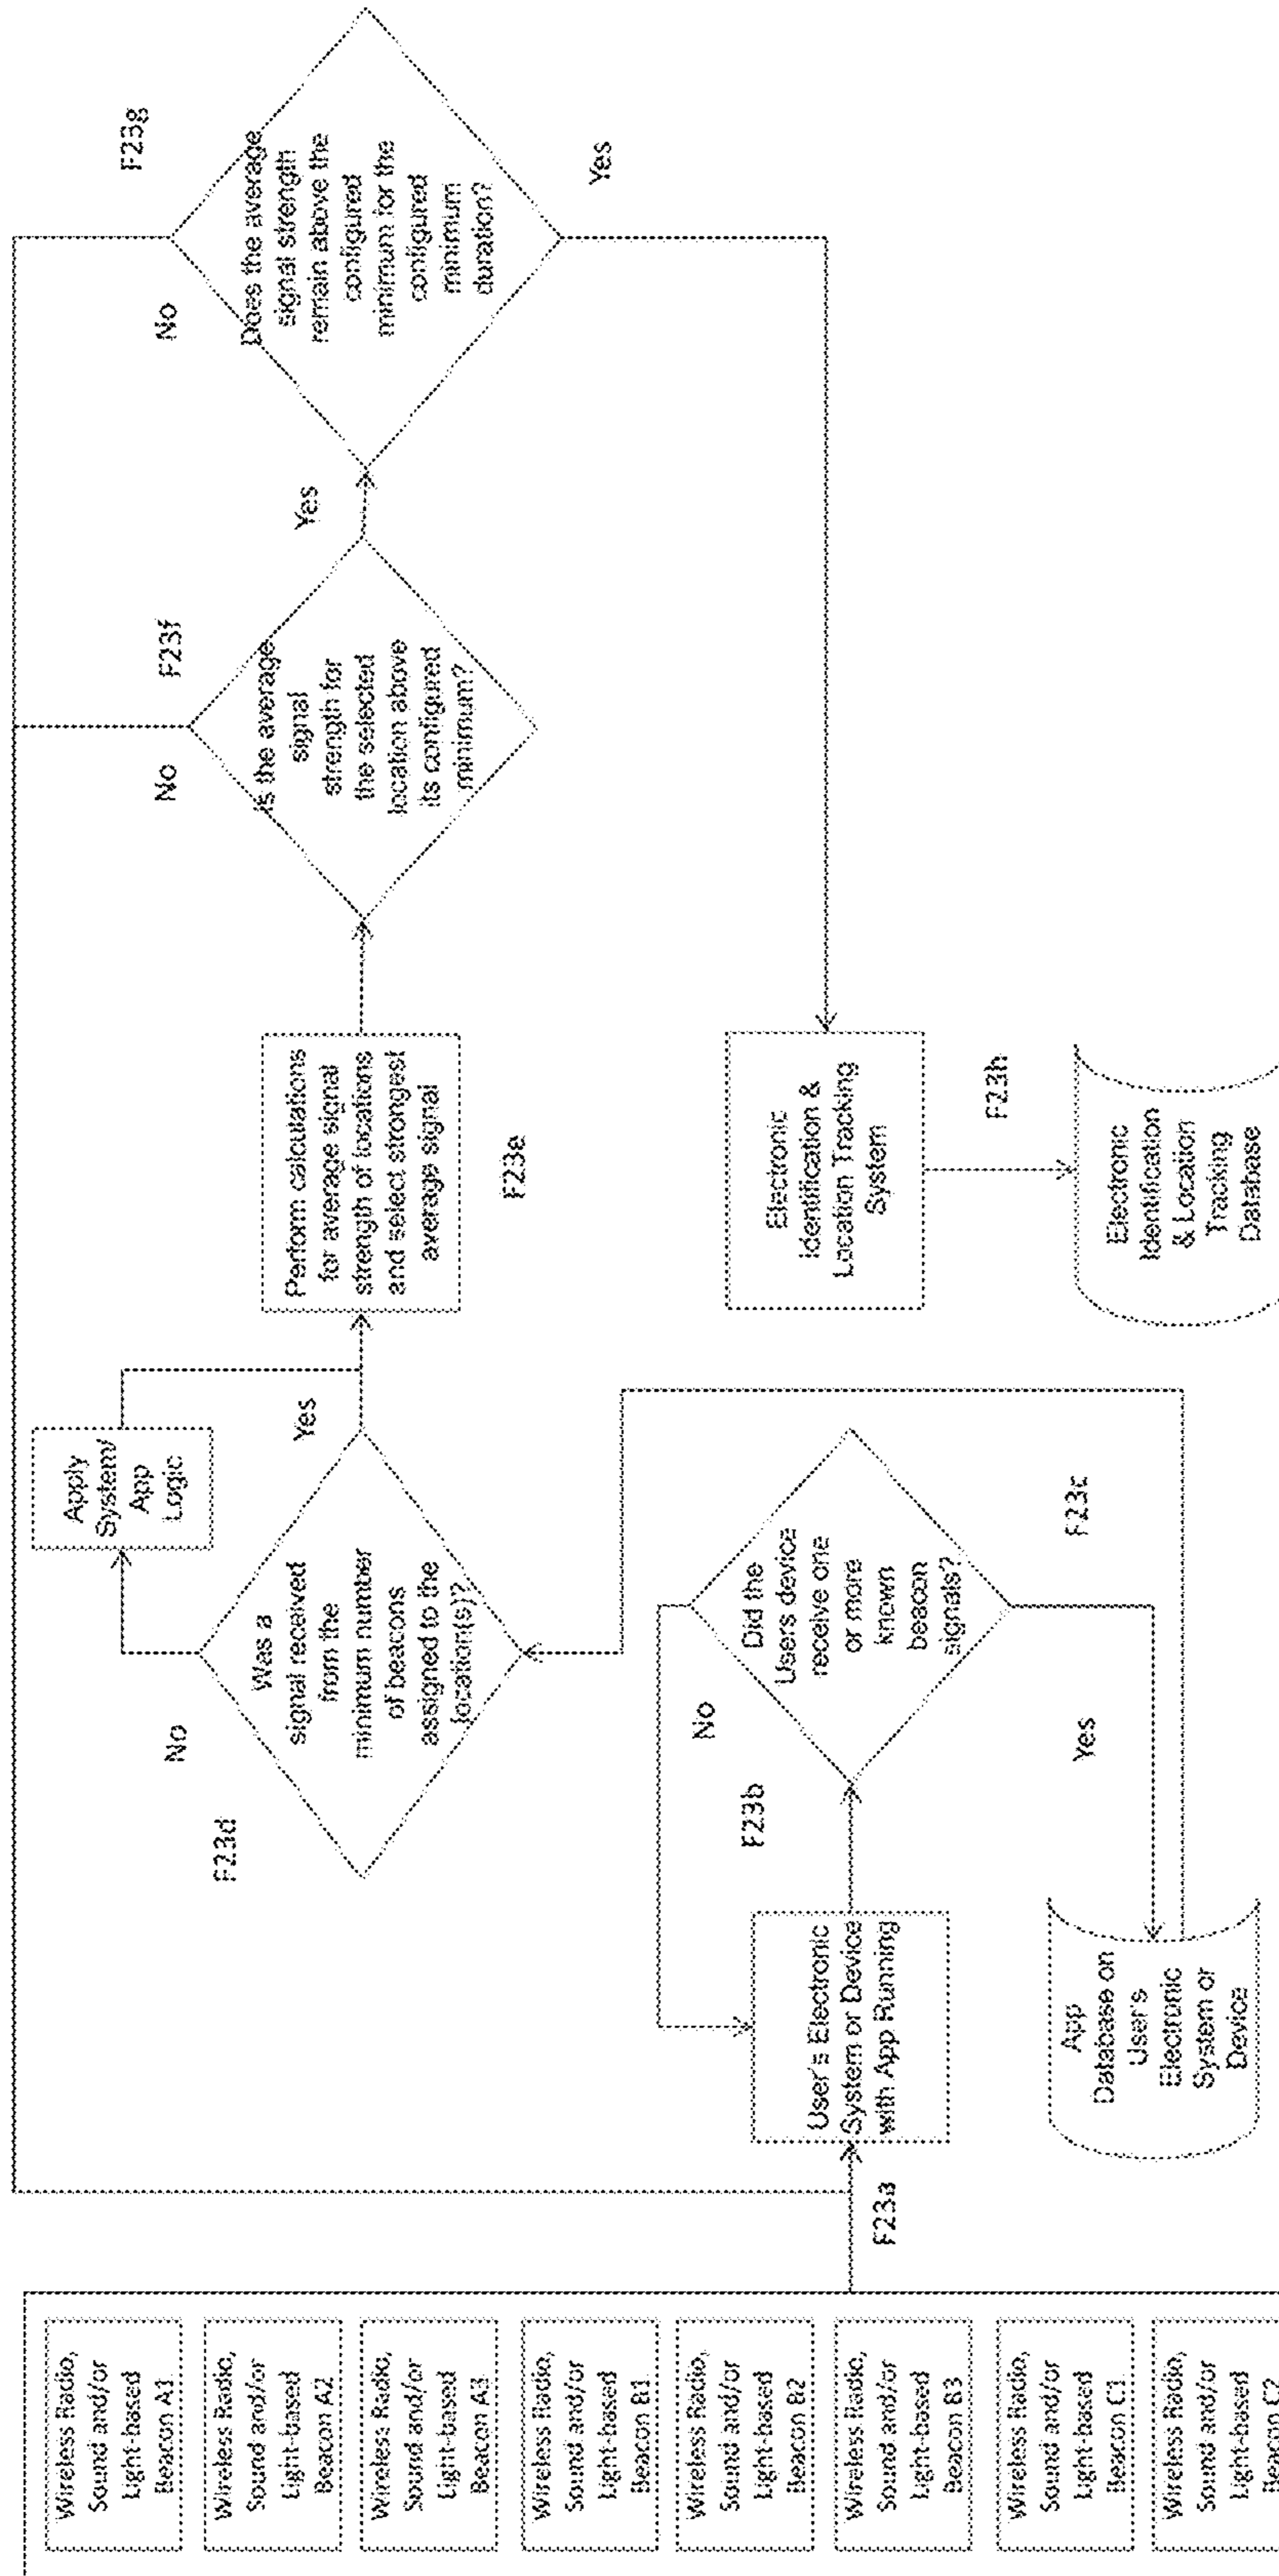 Wireless Radio,
Sound and/or
Light-based
Beacon A1
Wireless Radio,
Sound and/or
Light-based
Beacon A2
Wireless Radio,
Sound and/or
Light-based
Beacon A3
Wireless Radio,
Sound and/or
Light-based
Beacon B1
Wireless Radio,
Sound and/or
Light-based
Beacon B2
Wireless Radio,
Sound and/or
Light-based
Beacon B3
Wireless Radio,
Sound and/or
Light-based
Beacon C1
Wireless Radio,
Sound and/or
Light-based
Beacon C2
F23a
User's Electronic
System or Device
with App Running
F23b
No
Did the
Users device
receive one
or more
known
beacon
signals?
Yes
F23c
App
Database on
User's
Electronic
System or
Device
F23d
No
Was a
signal received
from the
minimum number
of beacons
assigned to the
location(s)?
Yes
Apply
System/
App
Logic
Perform calculations
for average signal
strength of locations
and select strongest
average signal
F23e
No
F23f
Is the average
signal
strength for
the selected
location above
its configured
minimum?
Yes
No
F23g
Does the average
signal strength
remain above the
configured
minimum for the
configured
minimum
duration?
Yes
Electronic
Identification &
Location Tracking
System
F23h
Electronic
Identification
& Location
Tracking
Database